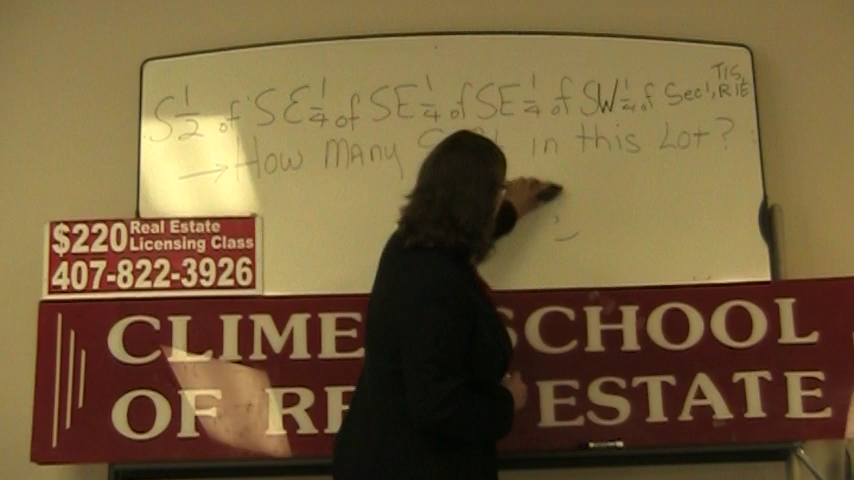 S 1/2 of SE 1/4 of SE 1/4 of SE 1/4 of SW 1/4 of Sec 1, T1S, R1E
→ How Many in this Lot?
$220 Real Estate Licensing Class
407-822-3926
CLIME SCHOOL
OF RE ESTATE